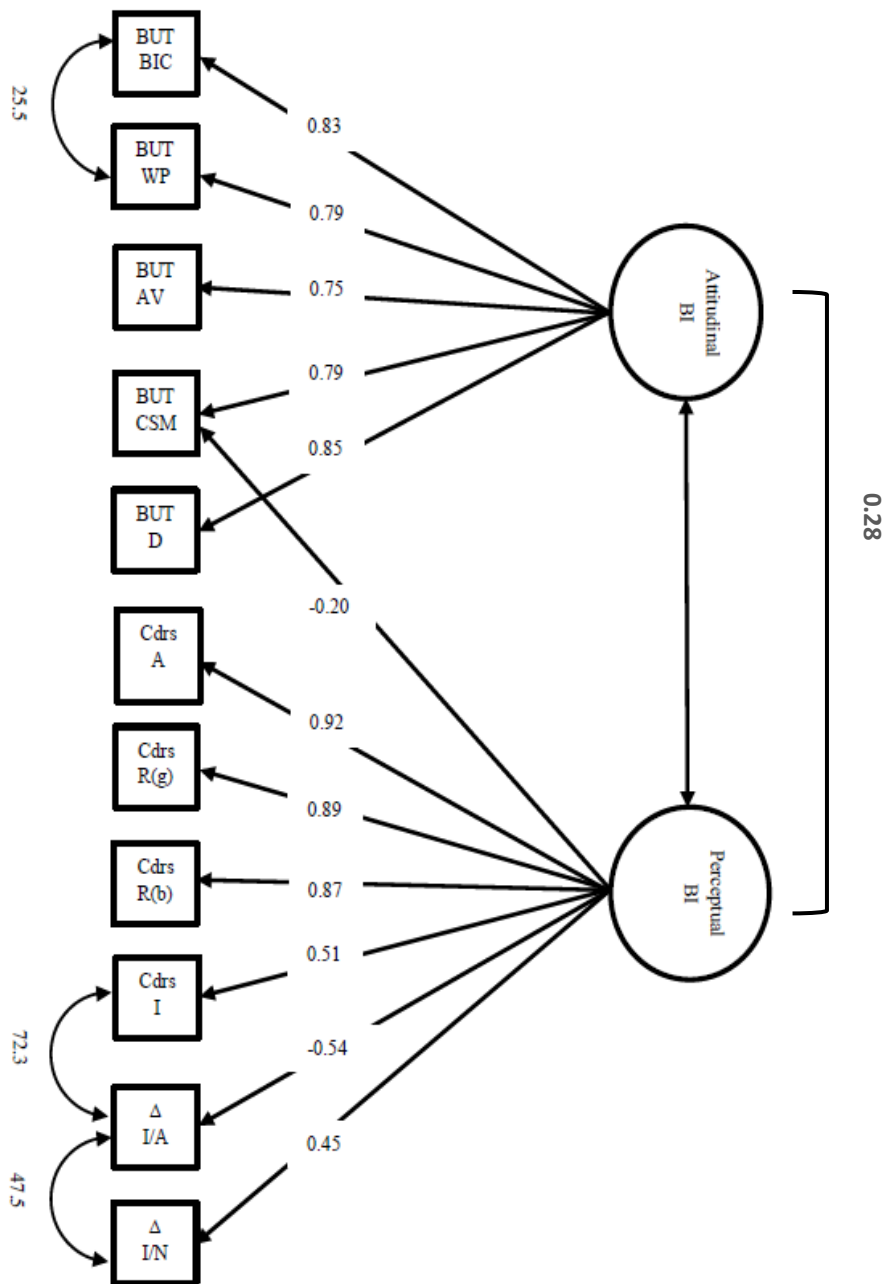 BUT
BIC
BUT
WP
BUT
AV
BUT
CSM
BUT
D
Cdrs
A
Cdrs
R(g)
Cdrs
R(b)
Cdrs
I
Δ
I/A
Δ
I/N
25.5
72.3
47.5
0.83
0.79
0.75
0.79
0.85
-0.20
0.92
0.89
0.87
0.51
-0.54
0.45
Attitudinal
BI
Perceptual
BI
0.28